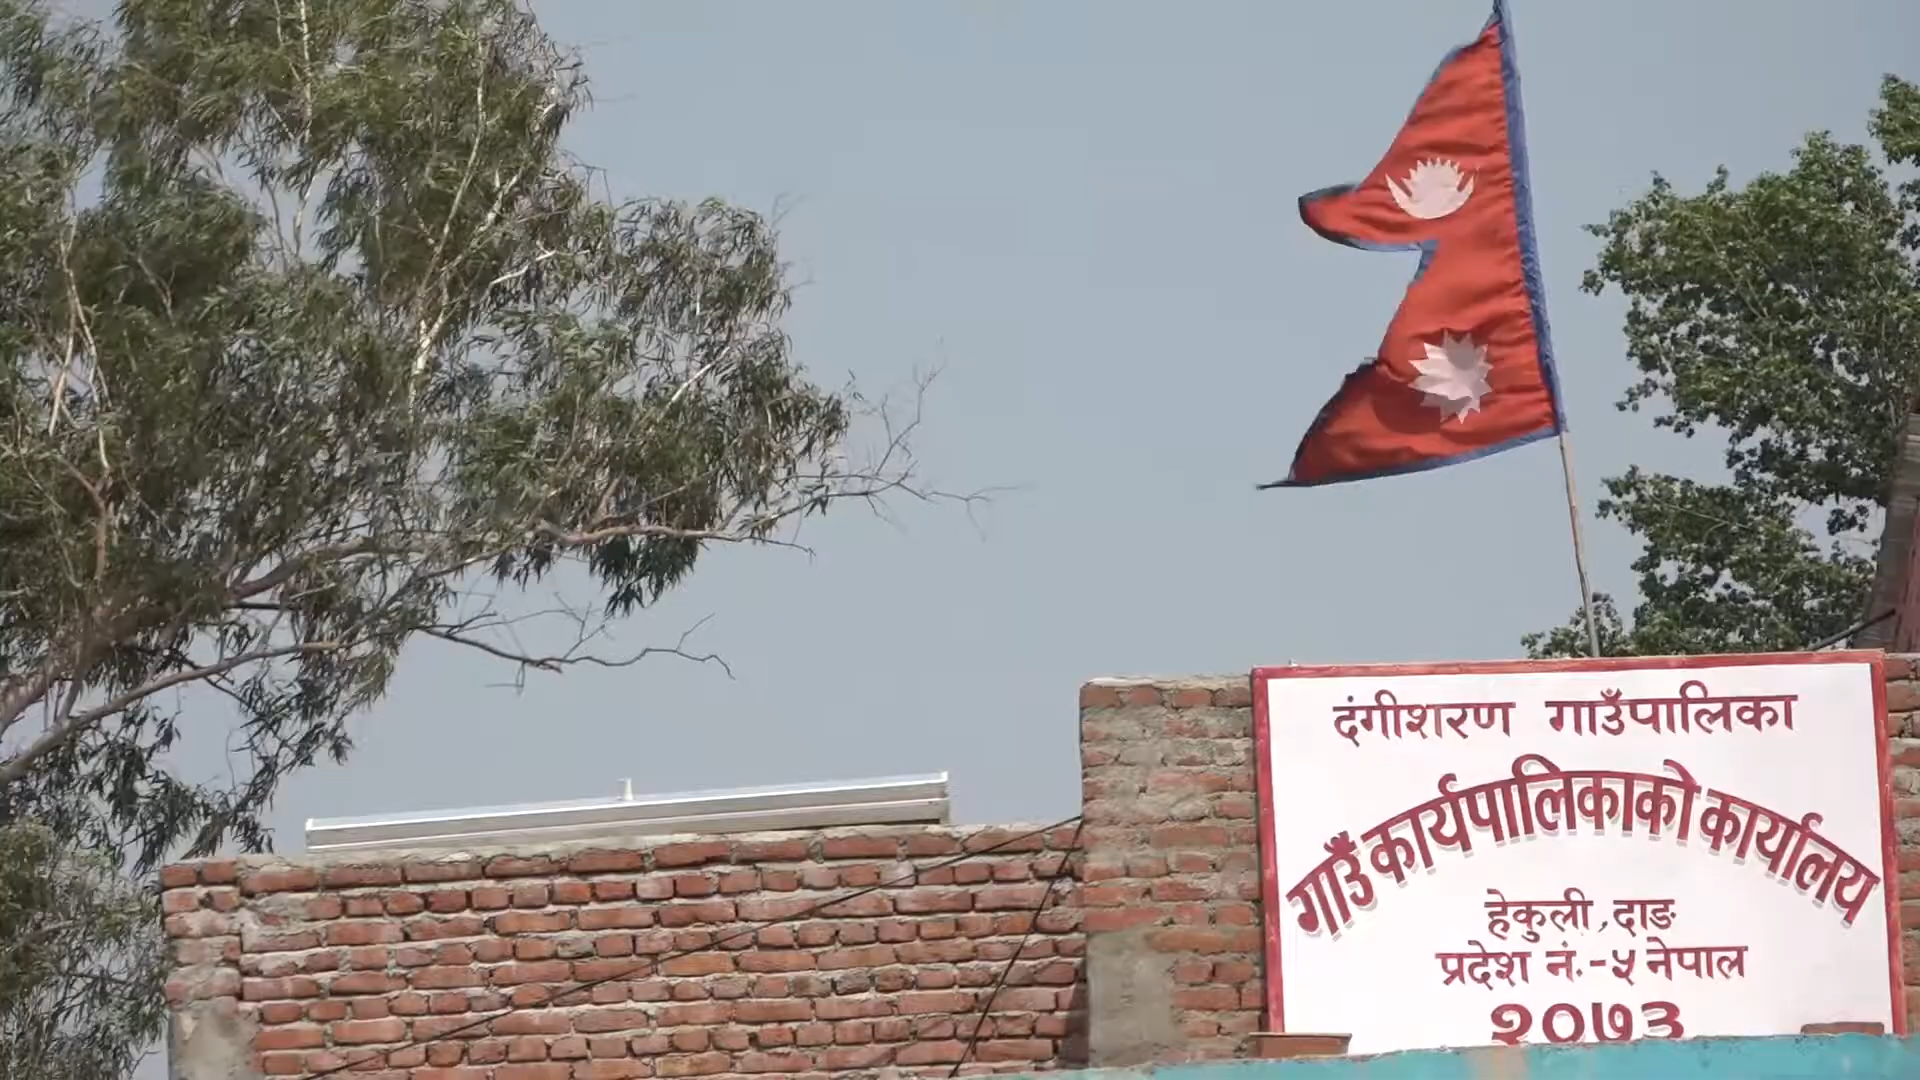 दंगीशरण गाउँपालिका
गाउँ कार्यपालिकाको कार्यालय
हेकुली, दाङ
प्रदेश नं.-५ नेपाल
२०७३